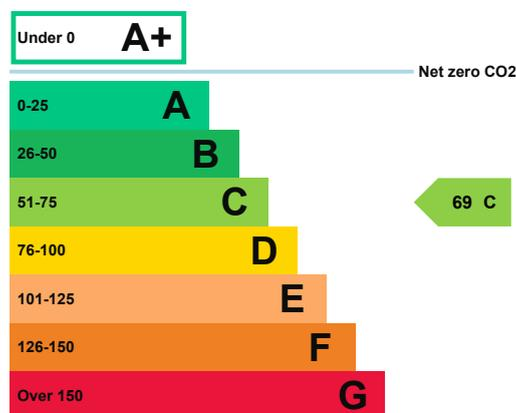 Under 0 A+
Net zero CO2
0-25 A
26-50 B
51-75 C
69 C
76-100 D
101-125 E
126-150 F
Over 150 G